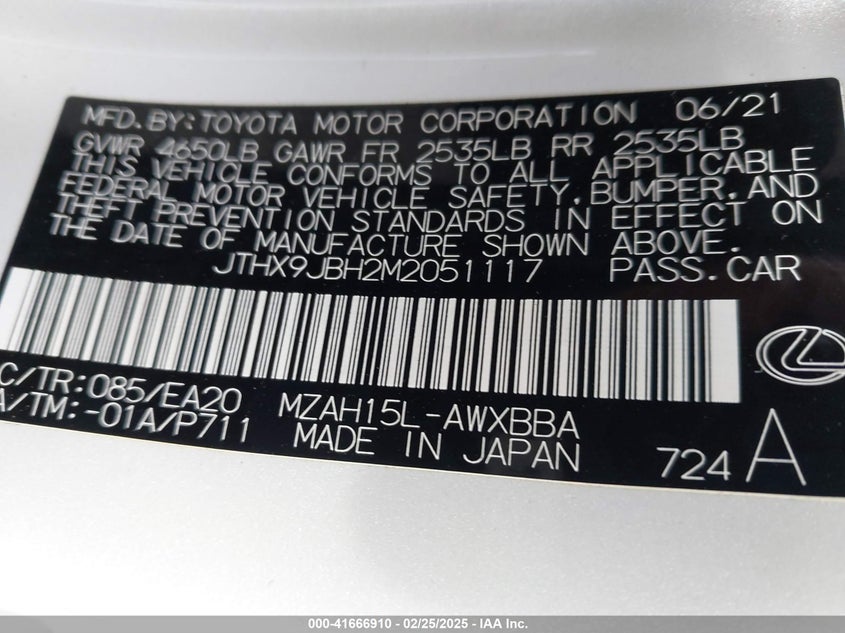 MFD. BY: TOYOTA MOTOR CORPORATION 06/21
GVWR 4650LB GAWR FR 2535LB RR 2535LB
THIS VEHICLE CONFORMS TO ALL APPLICABLE
FEDERAL MOTOR VEHICLE SAFETY, BUMPER, AND
THEFT PREVENTION STANDARDS IN EFFECT ON
THE DATE OF MANUFACTURE SHOWN ABOVE.
JTHX9JBH2M2051117 PASS. CAR
C/TR: 085/EA20 MZAH15L-AWXBBA
A/TM: -01A/P711 MADE IN JAPAN 724 A
000-41666910 - 02/25/2025 - IAA Inc.